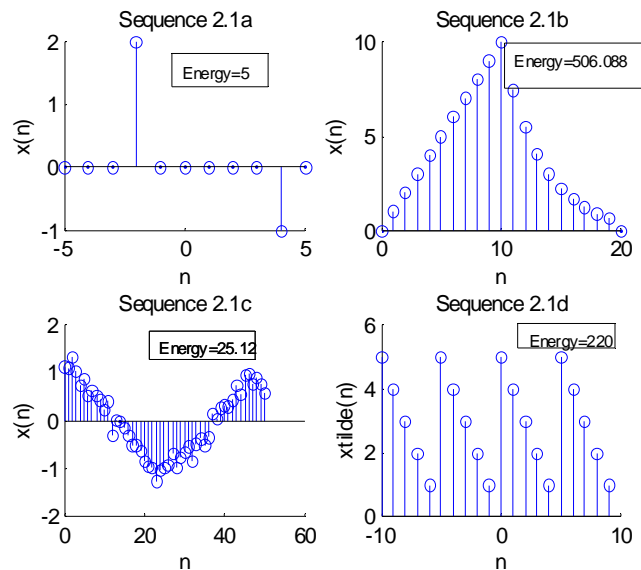 Sequence 2.1a
x(n)
2
1
0
-1
-5
0
5
n
Energy=5
Sequence 2.1b
x(n)
10
5
0
0
10
20
n
Energy=506.088
Sequence 2.1c
x(n)
2
1
0
-1
-2
0
20
40
60
n
Energy=25.12
Sequence 2.1d
xtilde(n)
6
4
2
0
-10
0
10
n
Energy=220